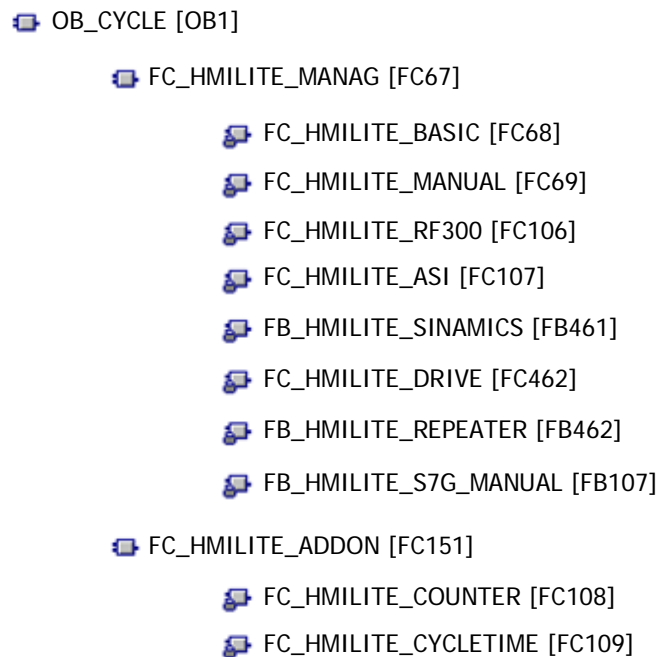 OB_CYCLE [OB1]
FC_HMILITE_MANAG [FC67]
FC_HMILITE_BASIC [FC68]
FC_HMILITE_MANUAL [FC69]
FC_HMILITE_RF300 [FC106]
FC_HMILITE_ASI [FC107]
FB_HMILITE_SINAMICS [FB461]
FC_HMILITE_DRIVE [FC462]
FB_HMILITE_REPEATER [FB462]
FB_HMILITE_S7G_MANUAL [FB107]
FC_HMILITE_ADDON [FC151]
FC_HMILITE_COUNTER [FC108]
FC_HMILITE_CYCLETIME [FC109]